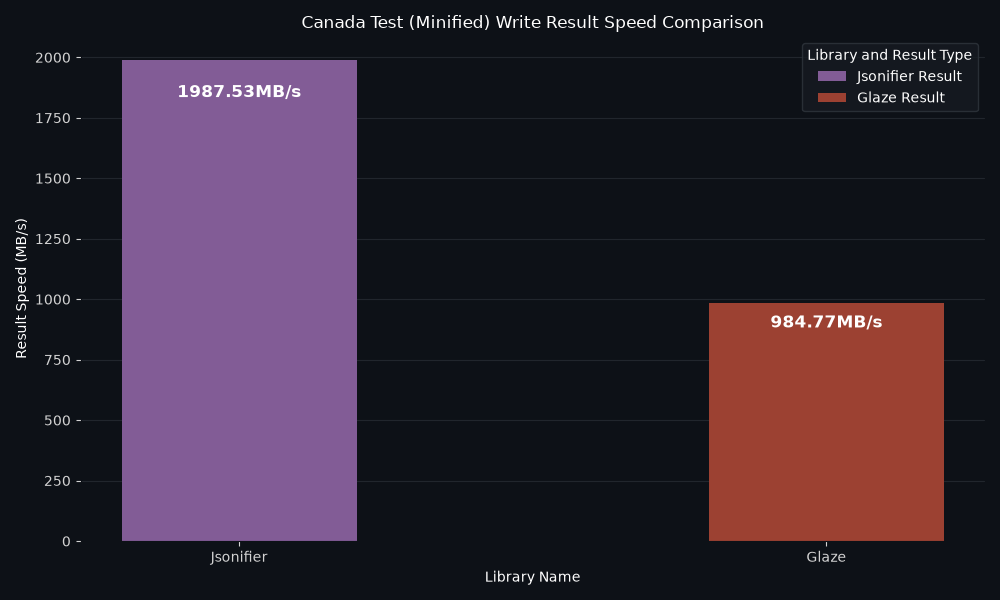 Canada Test (Minified) Write Result Speed Comparison
Library and Result Type
Jsonifier Result
Glaze Result
2000
1750
1500
1250
1000
750
500
250
0
Result Speed (MB/s)
1987.53MB/s
984.77MB/s
Jsonifier
Glaze
Library Name